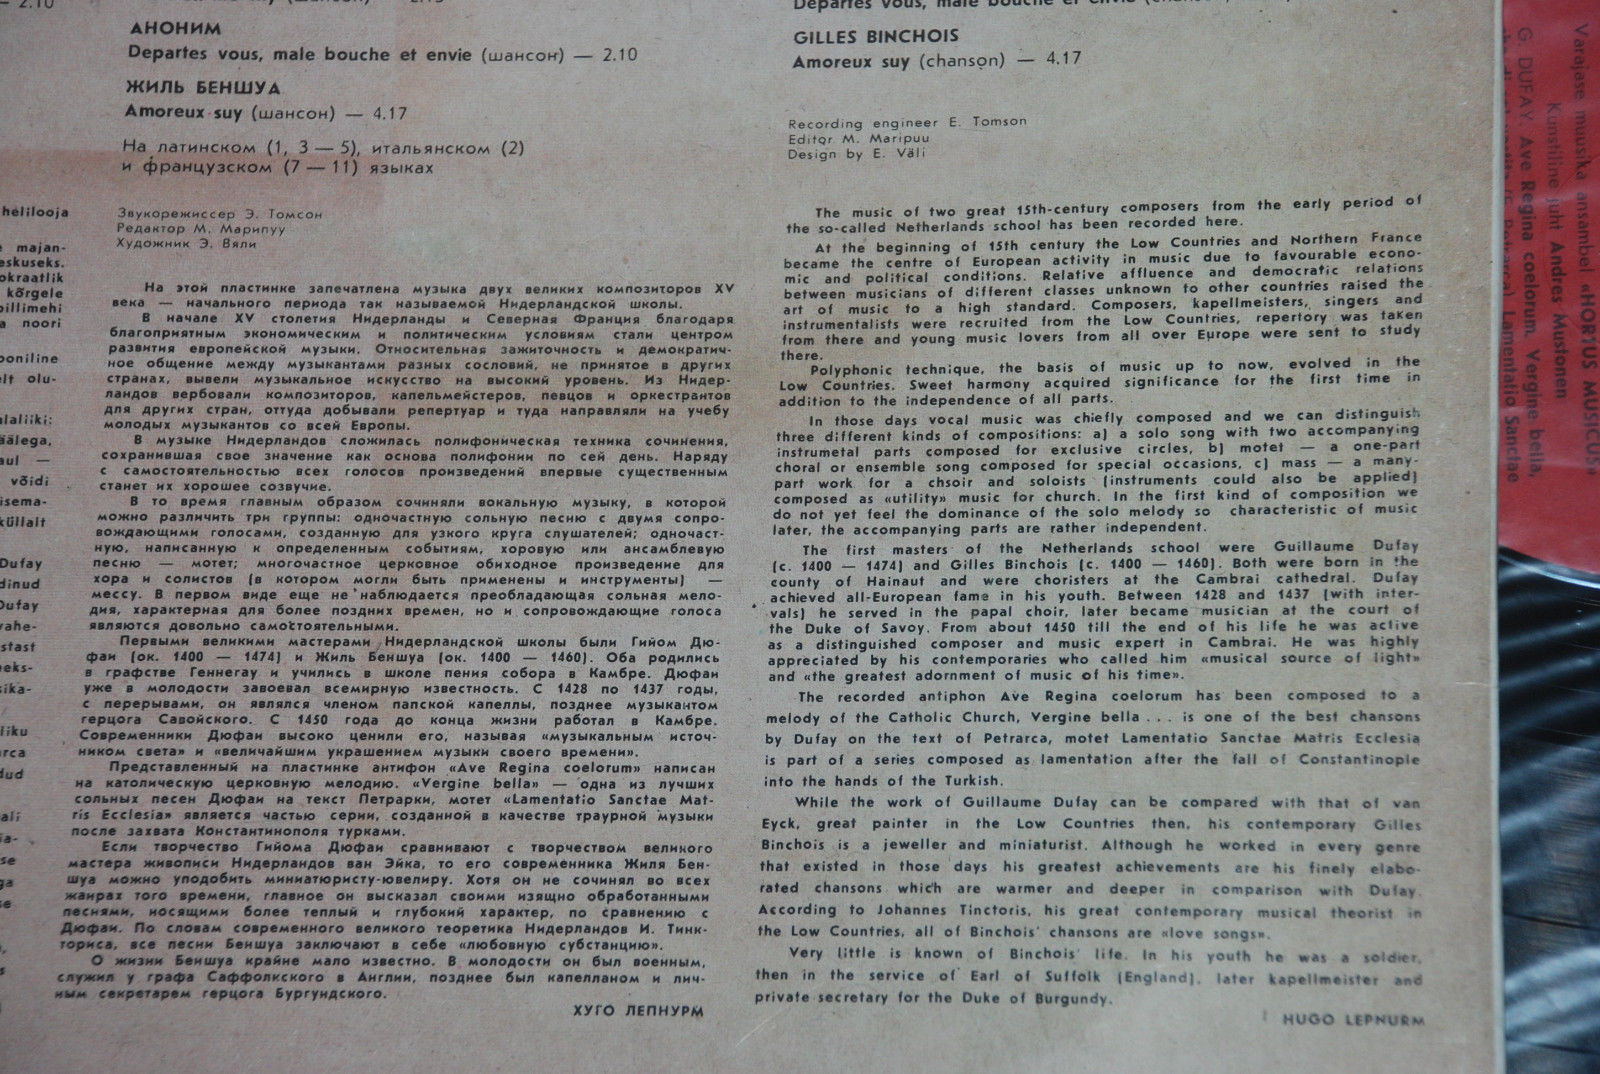 helilooja
majan-
eskuseks.
okraatlik
kõrgele
pillimehi
noori
olu-
võidi
küllalt
Dufay
Dufay
АНОНИМ
Departes vous, male bouche et envie (шансон) — 2.10
ЖИЛЬ БЕНШУА
Amoreux suy (шансон) — 4.17
На латинском (1, 3 — 5), итальянском (2)
и французском (7 — 11) языках
Звукорежиссер Э. Томсон
Редактор М. Марипуу
Художник Э. Вяли
На этой пластинке запечатлена музыка двух великих композиторов XV
века — начального периода так называемой Нидерландской школы.
В начале XV столетия Нидерланды и Северная Франция благодаря
благоприятным экономическим и политическим условиям стали центром
развития европейской музыки. Относительная зажиточность и демократич-
ное общение между музыкантами разных сословий, не принятое в других
странах, вывели музыкальное искусство на высокий уровень. Из Нидер-
ландов вербовали композиторов, капельмейстеров, певцов и оркестрантов
для других стран, оттуда добывали репертуар и туда направляли на учебу
молодых музыкантов со всей Европы.
В музыке Нидерландов сложилась полифоническая техника сочинения,
сохранившая свое значение как основа полифонии по сей день. Наряду
с самостоятельностью всех голосов произведений впервые существенным
станет их хорошее созвучие.
В то время главным образом сочиняли вокальную музыку, в которой
можно различить три группы: одночастную сольную песню с двумя сопро-
вождающими голосами, созданную для узкого круга слушателей; одночаст-
ную, написанную к определенным событиям, хоровую или ансамблевую
песню — мотет; многочастное церковное обиходное произведение для
хора и солистов (в котором могли быть применены и инструменты) —
мессу. В первом виде еще не наблюдается преобладающая сольная мело-
дия, характерная для более поздних времен, но и сопровождающие голоса
являются довольно самостоятельными.
Первыми великими мастерами Нидерландской школы были Гийом Дю-
фаи (ок. 1400 — 1474) и Жиль Беншуа (ок. 1400 — 1460). Оба родились
в графстве Геннегау и учились в школе пения собора в Камбре. Дюфаи
уже в молодости завоевал всемирную известность. С 1428 по 1437 годы,
с перерывами, он являлся членом папской капеллы, позднее музыкантом
герцога Савойского. С 1450 года до конца жизни работал в Камбре.
Современники Дюфаи высоко ценили его, называя «музыкальным источ-
ником света» и «величайшим украшением музыки своего времени».
Представленный на пластинке антифон «Ave Regina coelorum» написан
на католическую церковную мелодию. «Vergine bella» — одна из лучших
сольных песен Дюфаи на текст Петрарки, мотет «Lamentatio Sanctae Mat-
ris Ecclesia» является частью серии, созданной в качестве траурной музыки
после захвата Константинополя турками.
Если творчество Гийома Дюфаи сравнивают с творчеством великого
мастера живописи Нидерландов ван Эйка, то его современника Жиля Бен-
шуа можно уподобить миниатюристу-ювелиру. Хотя он не сочинял во всех
жанрах того времени, главное он высказал своими изящно обработанными
песнями, носящими более теплый и глубокий характер, по сравнению с
Дюфаи. По словам современного великого теоретика Нидерландов И. Тинк-
ториса, все песни Беншуа заключают в себе «любовную субстанцию».
О жизни Беншуа крайне мало известно. В молодости он был военным,
служил у графа Саффолкского в Англии, позднее был капелланом и лич-
ным секретарем герцога Бургундского.
ХУГО ЛЕПНУРМ
Departes vous, male bouche et envie
GILLES BINCHOIS
Amoreux suy (chanson) — 4.17
Recording engineer E. Tomson
Editor M. Maripuu
Design by E. Väli
The music of two great 15th-century composers from the early period of
the so-called Netherlands school has been recorded here.
At the beginning of 15th century the Low Countries and Northern France
became the centre of European activity in music due to favourable econo-
mic and political conditions. Relative affluence and democratic relations
between musicians of different classes unknown to other countries raised the
art of music to a high standard. Composers, kapellmeisters, singers and
instrumentalists were recruited from the Low Countries, repertory was taken
from there and young music lovers from all over Europe were sent to study
there.
Polyphonic technique, the basis of music up to now, evolved in the
Low Countries. Sweet harmony acquired significance for the first time in
addition to the independence of all parts.
In those days vocal music was chiefly composed and we can distinguish
three different kinds of compositions: a) a solo song with two accompanying
instrumetal parts composed for exclusive circles, b) motet — a one-part
choral or ensemble song composed for special occasions, c) mass — a many-
part work for a chsoir and soloists (instruments could also be applied)
composed as «utility» music for church. In the first kind of composition we
do not yet feel the dominance of the solo melody so characteristic of music
later, the accompanying parts are rather independent.
The first masters of the Netherlands school were Guillaume Dufay
(c. 1400 — 1474) and Gilles Binchois (c. 1400 — 1460). Both were born in the
county of Hainaut and were choristers at the Cambrai cathedral. Dufay
achieved all-European fame in his youth. Between 1428 and 1437 (with inter-
vals) he served in the papal choir, later became musician at the court of
the Duke of Savoy. From about 1450 till the end of his life he was active
as a distinguished composer and music expert in Cambrai. He was highly
appreciated by his contemporaries who called him «musical source of light»
and «the greatest adornment of music of his time».
The recorded antiphon Ave Regina coelorum has been composed to a
melody of the Catholic Church, Vergine bella . . . is one of the best chansons
by Dufay on the text of Petrarca, motet Lamentatio Sanctae Matris Ecclesia
is part of a series composed as lamentation after the fall of Constantinople
into the hands of the Turkish.
While the work of Guillaume Dufay can be compared with that of van
Eyck, great painter in the Low Countries then, his contemporary Gilles
Binchois is a jeweller and miniaturist. Although he worked in every genre
that existed in those days his greatest achievements are his finely elabo-
rated chansons which are warmer and deeper in comparison with Dufay.
According to Johannes Tinctoris, his great contemporary musical theorist in
the Low Countries, all of Binchois' chansons are «love songs».
Very little is known of Binchois' life. In his youth he was a soldier,
then in the service of Earl of Suffolk (England), later kapellmeister and
private secretary for the Duke of Burgundy.
HUGO LEPNURM
Varajase muusika ansambel «HORTUS MUSICUS»
Kunstiline juht Andres Mustonen
G. DUFAY. Ave Regina coelorum. Vergine bella,
Lamentatio Sanctae